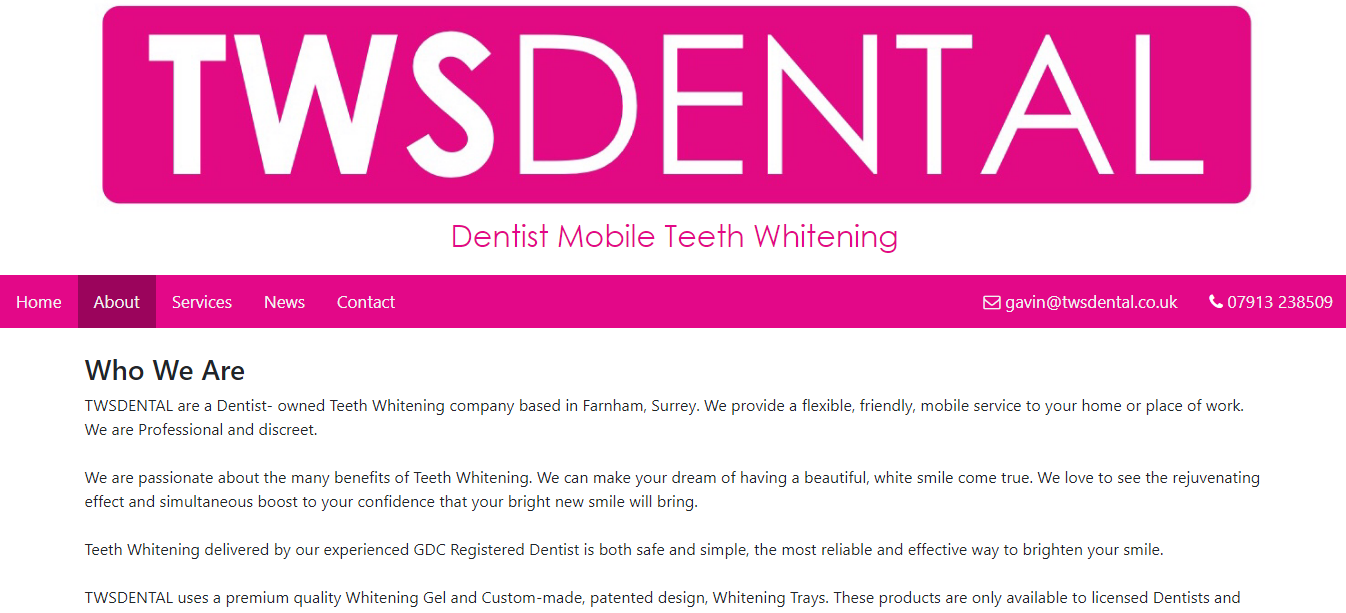 TWSDENTAL
Dentist Mobile Teeth Whitening
Home About Services News Contact gavin@twsdental.co.uk 07913 238509
Who We Are
TWSDENTAL are a Dentist- owned Teeth Whitening company based in Farnham, Surrey. We provide a flexible, friendly, mobile service to your home or place of work.
We are Professional and discreet.
We are passionate about the many benefits of Teeth Whitening. We can make your dream of having a beautiful, white smile come true. We love to see the rejuvenating
effect and simultaneous boost to your confidence that your bright new smile will bring.
Teeth Whitening delivered by our experienced GDC Registered Dentist is both safe and simple, the most reliable and effective way to brighten your smile.
TWSDENTAL uses a premium quality Whitening Gel and Custom-made, patented design, Whitening Trays. These products are only available to licensed Dentists and